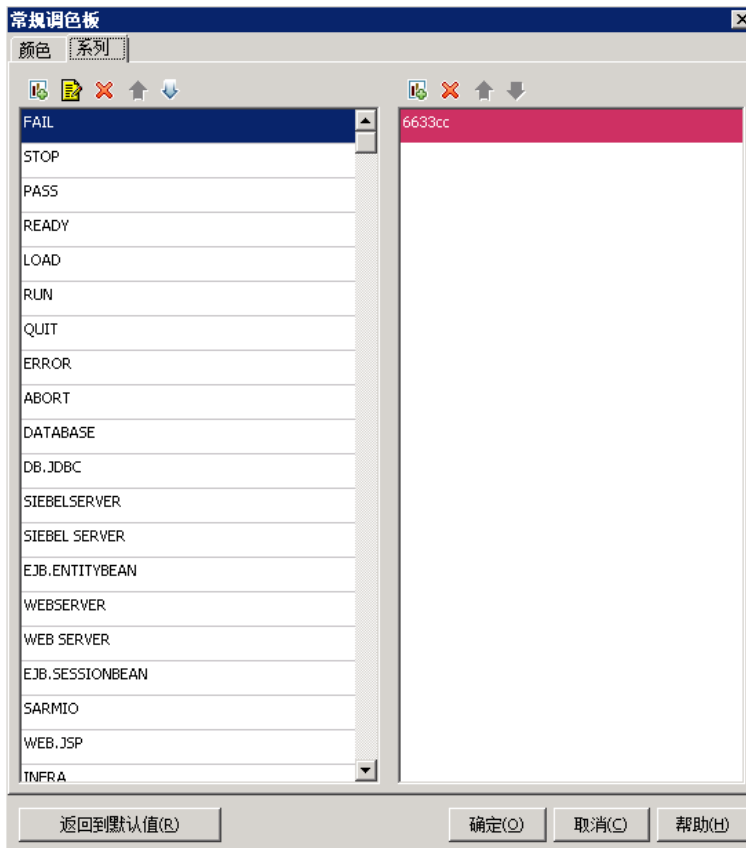 常规调色板
颜色 系列
FAIL
STOP
PASS
READY
LOAD
RUN
QUIT
ERROR
ABORT
DATABASE
DB.JDBC
SIEBELSERVER
SIEBEL SERVER
EJB.ENTITYBEAN
WEBSERVER
WEB SERVER
EJB.SESSIONBEAN
SARMIO
WEB.JSP
INFRA
6633cc
返回到默认值(R) 确定(O) 取消(C) 帮助(H)